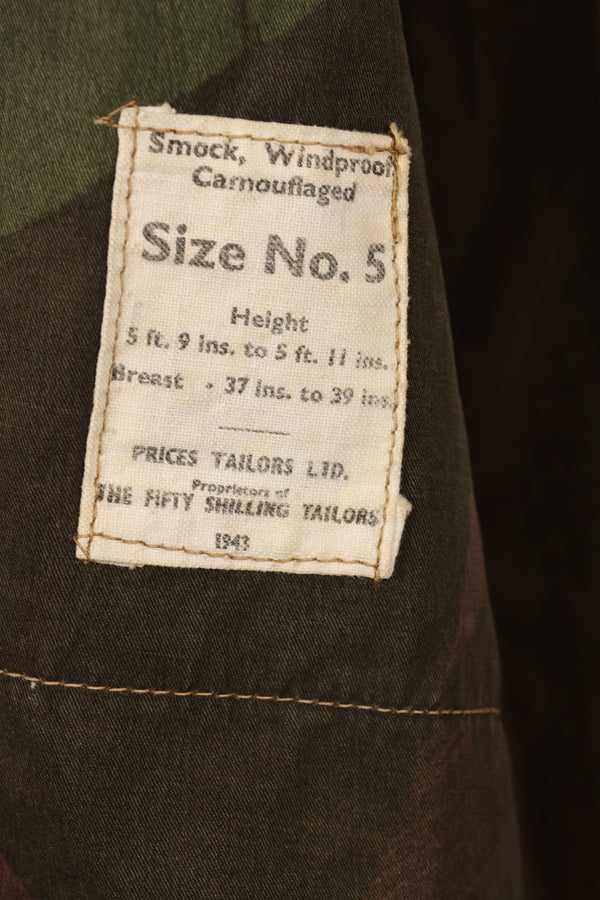 Smock, Windproof
Camouflaged
Size No. 5
Height
5 ft. 9 ins. to 5 ft. 11 ins.
Breast - 37 ins. to 39 ins.
PRICES TAILORS LTD.
Proprietors of
THE FIFTY SHILLING TAILORS
1943